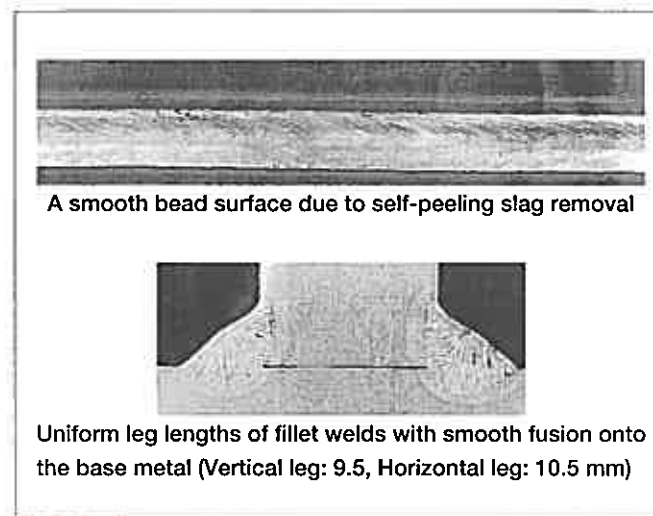 A smooth bead surface due to self-peeling slag removal
Uniform leg lengths of fillet welds with smooth fusion onto
the base metal (Vertical leg: 9.5, Horizontal leg: 10.5 mm)